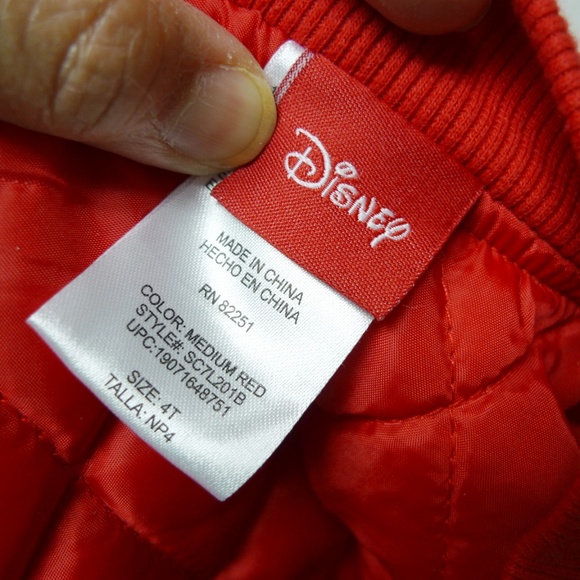 Disney
MADE IN CHINA
HECHO EN CHINA
RN 82251
COLOR: MEDIUM RED
STYLE#: SC7L201B
UPC:19071648751
SIZE: 4T
TALLA: NP4